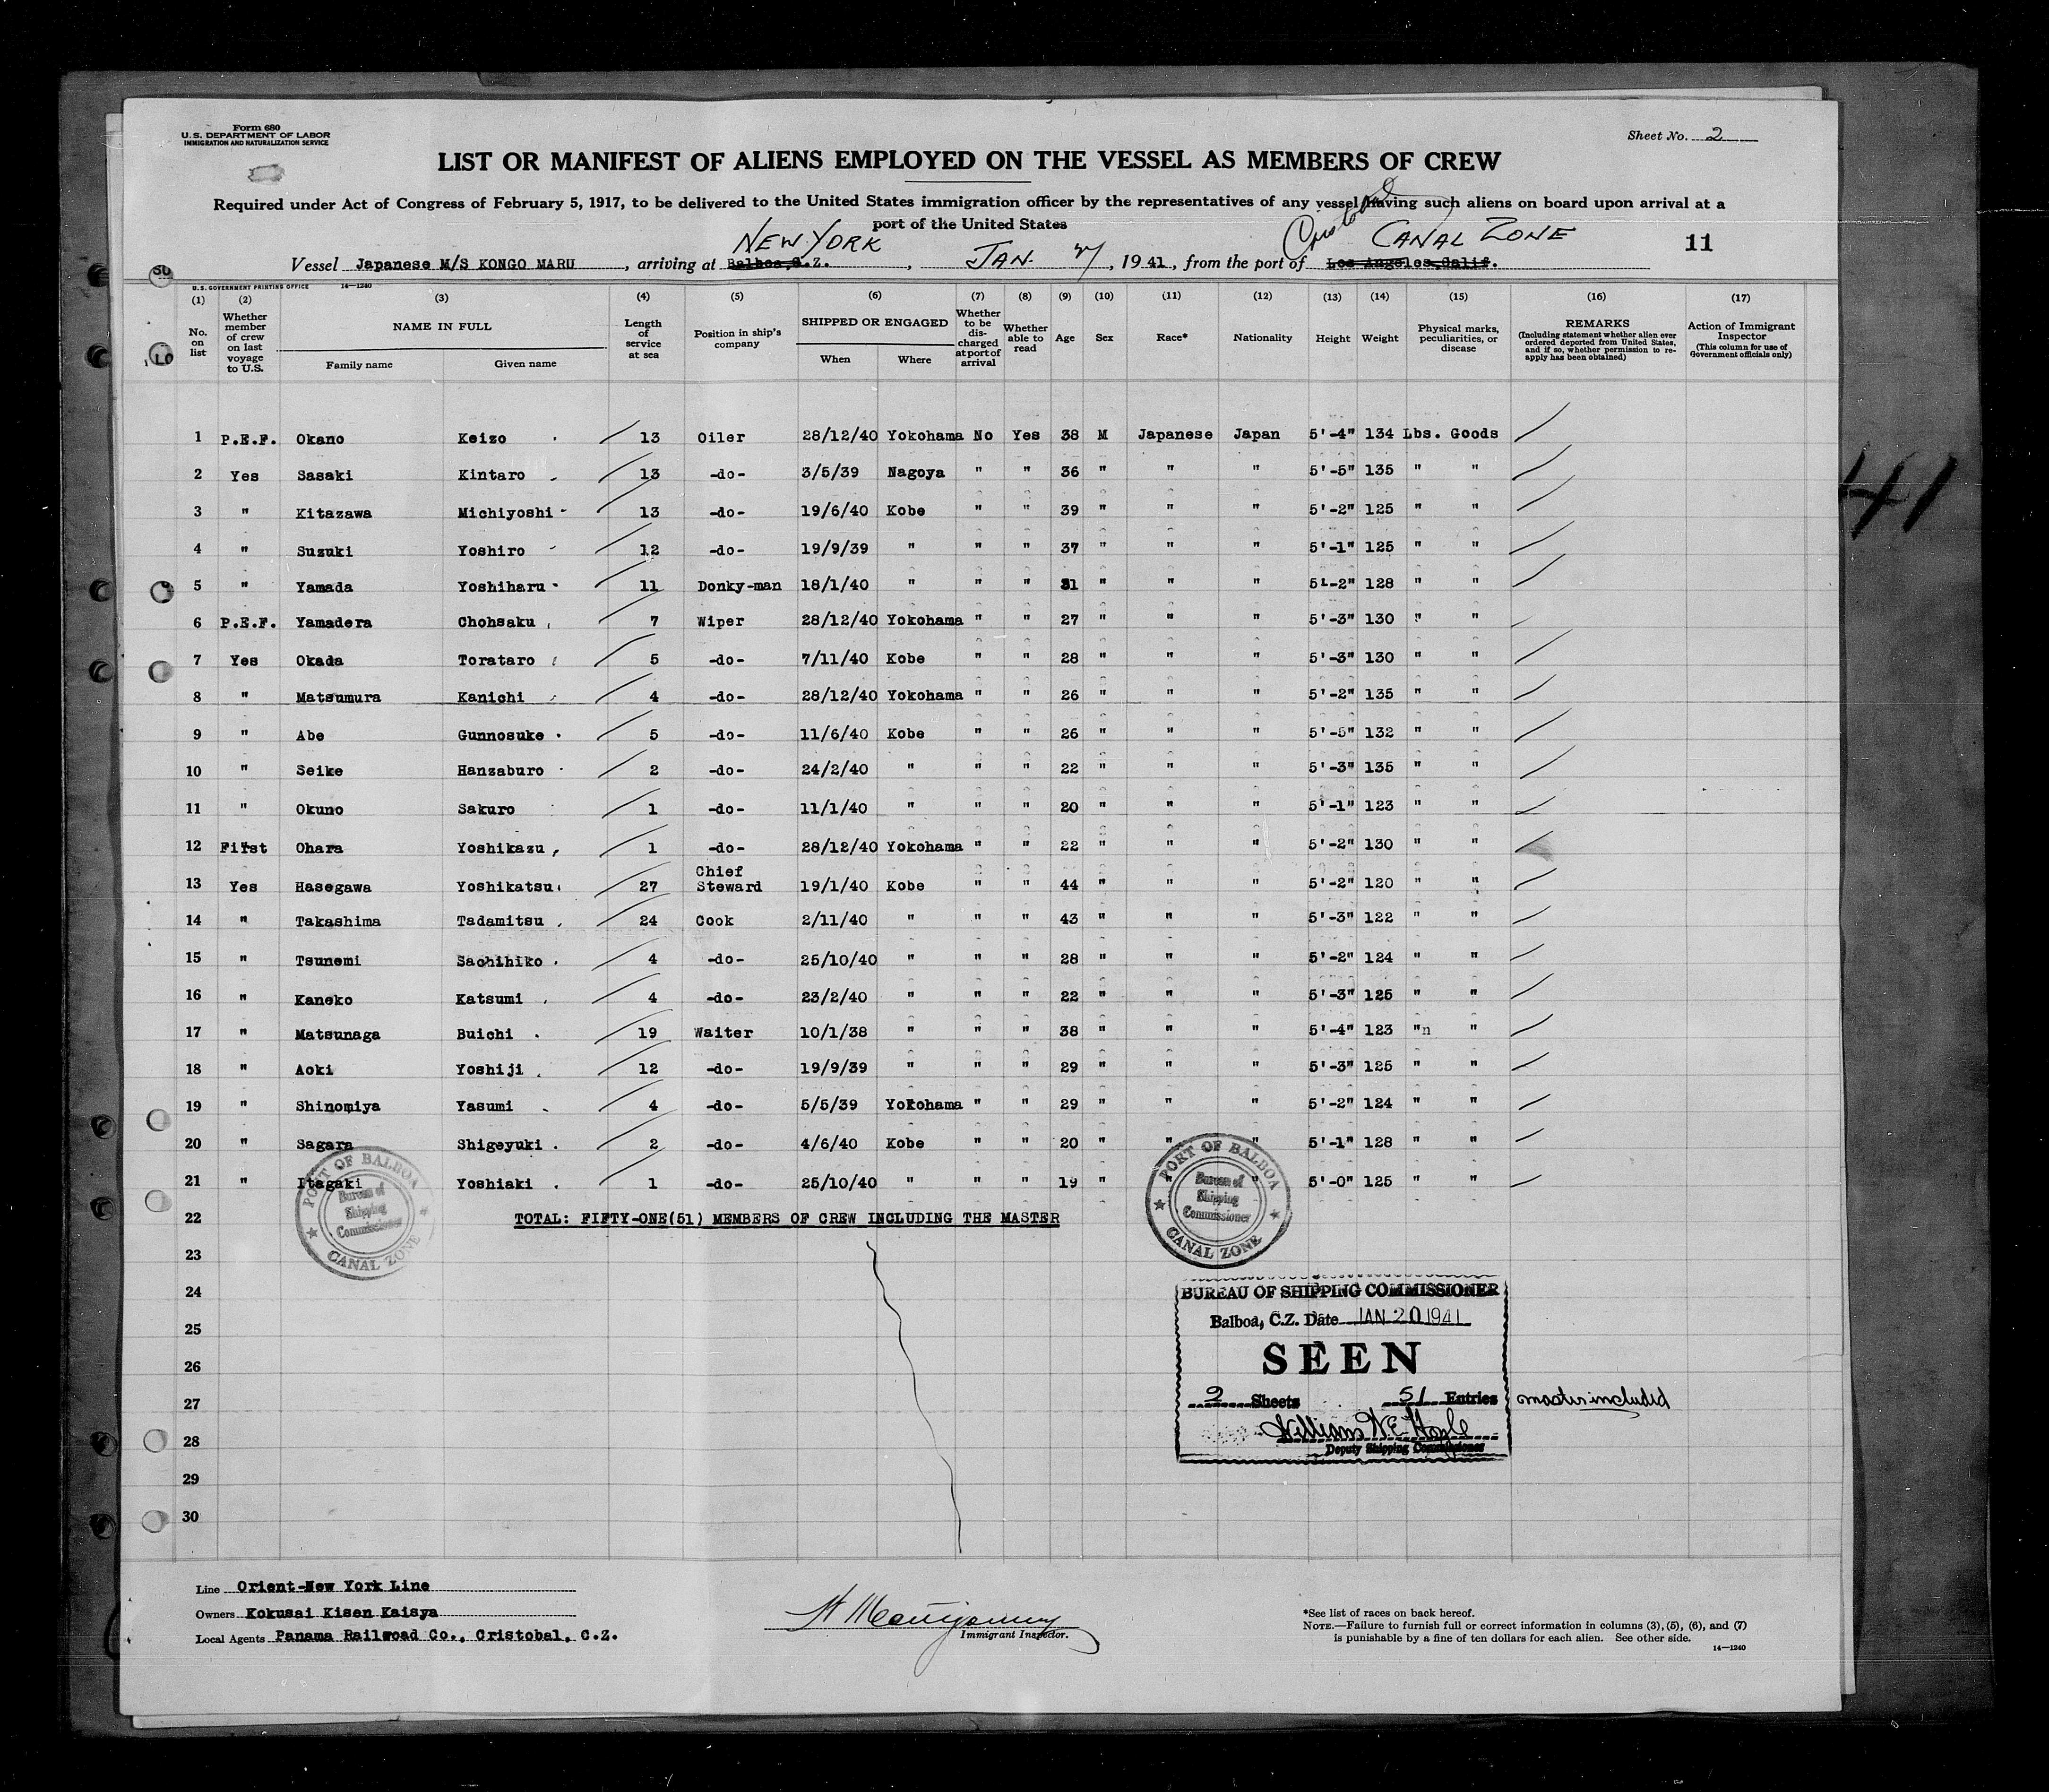 Form 680
U. S. DEPARTMENT OF LABOR
IMMIGRATION AND NATURALIZATION SERVICE
Sheet No. 2
LIST OR MANIFEST OF ALIENS EMPLOYED ON THE VESSEL AS MEMBERS OF CREW
Required under Act of Congress of February 5, 1917, to be delivered to the United States immigration officer by the representatives of any vessel having such aliens on board upon arrival at a
port of the United States
NEW YORK Cristobal CANAL ZONE 11
Vessel Japanese M/S KONGO MARU, arriving at Balboa,C.Z., JAN. 27, 1941, from the port of Los Angeles,Calif.
U. S. GOVERNMENT PRINTING OFFICE 14—1240
(1) (2) (3) (4) (5) (6) (7) (8) (9) (10) (11) (12) (13) (14) (15) (16) (17)
No. on list | Whether member of crew on last voyage to U.S. | NAME IN FULL Family name Given name | Length of service at sea | Position in ship's company | SHIPPED OR ENGAGED When Where | Whether to be discharged at port of arrival | Whether able to read | Age | Sex | Race* | Nationality | Height | Weight | Physical marks, peculiarities, or disease | REMARKS (Including statement whether alien ever ordered deported from United States, and if so, whether permission to re-apply has been obtained) | Action of Immigrant Inspector (This column for use of Government officials only)
1 P.E.F. Okano Keizo 13 Oiler 28/12/40 Yokohama No Yes 38 M Japanese Japan 5'-4" 134 Lbs. Goods
2 Yes Sasaki Kintaro 13 -do- 3/5/39 Nagoya " " 36 " " " 5'-5" 135 " "
3 " Kitazawa Michiyoshi 13 -do- 19/6/40 Kobe " " 39 " " " 5'-2" 125 " "
4 " Suzuki Yoshiro 12 -do- 19/9/39 " " " 37 " " " 5'-1" 125 " "
5 " Yamada Yoshiharu 11 Donky-man 18/1/40 " " " 31 " " " 5'-2" 128 " "
6 P.E.F. Yamadera Chohsaku 7 Wiper 28/12/40 Yokohama " " 27 " " " 5'-3" 130 " "
7 Yes Okada Torataro 5 -do- 7/11/40 Kobe " " 28 " " " 5'-3" 130 " "
8 " Matsumura Kanichi 4 -do- 28/12/40 Yokohama " " 26 " " " 5'-2" 135 " "
9 " Abe Gunnosuke 5 -do- 11/6/40 Kobe " " 26 " " " 5'-5" 132 " "
10 " Seike Hanzaburo 2 -do- 24/2/40 " " " 22 " " " 5'-3" 135 " "
11 " Okuno Sakuro 1 -do- 11/1/40 " " " 20 " " " 5'-1" 123 " "
12 First Ohara Yoshikazu 1 -do- 28/12/40 Yokohama " " 22 " " " 5'-2" 130 " "
13 Yes Hasegawa Yoshikatsu 27 Chief Steward 19/1/40 Kobe " " 44 " " " 5'-2" 120 " "
14 " Takashima Tadamitsu 24 Cook 2/11/40 " " " 43 " " " 5'-3" 122 " "
15 " Tsunemi Sachihiko 4 -do- 25/10/40 " " " 28 " " " 5'-2" 124 " "
16 " Kaneko Katsumi 4 -do- 23/2/40 " " " 22 " " " 5'-3" 125 " "
17 " Matsunaga Buichi 19 Waiter 10/1/38 " " " 38 " " " 5'-4" 123 "n "
18 " Aoki Yoshiji 12 -do- 19/9/39 " " " 29 " " " 5'-3" 125 " "
19 " Shinomiya Yasumi 4 -do- 5/5/39 Yokohama " " 29 " " " 5'-2" 124 " "
20 " Sagara Shigeyuki 2 -do- 4/6/40 Kobe " " 20 " " " 5'-1" 128 " "
21 " Itagaki Yoshiaki 1 -do- 25/10/40 " " " 19 " " " 5'-0" 125 " "
22 TOTAL: FIFTY-ONE(51) MEMBERS OF CREW INCLUDING THE MASTER
23
24
25
26
27
28
29
30
PORT OF BALBOA
Bureau of
Shipping
Commissioner
CANAL ZONE
PORT OF BALBOA
Bureau of
Shipping
Commissioner
CANAL ZONE
BUREAU OF SHIPPING COMMISSIONER
Balboa, C.Z. Date JAN 20 1941
SEEN
2 Sheets 51 Entries master included
William
Deputy Shipping Commissioner
41
Line Orient-New York Line
Owners Kokusai Kisen Kaisya
Local Agents Panama Railroad Co., Cristobal, C.Z.
Immigrant Inspector.
*See list of races on back hereof.
NOTE.—Failure to furnish full or correct information in columns (3), (5), (6), and (7)
is punishable by a fine of ten dollars for each alien. See other side.
14—1240